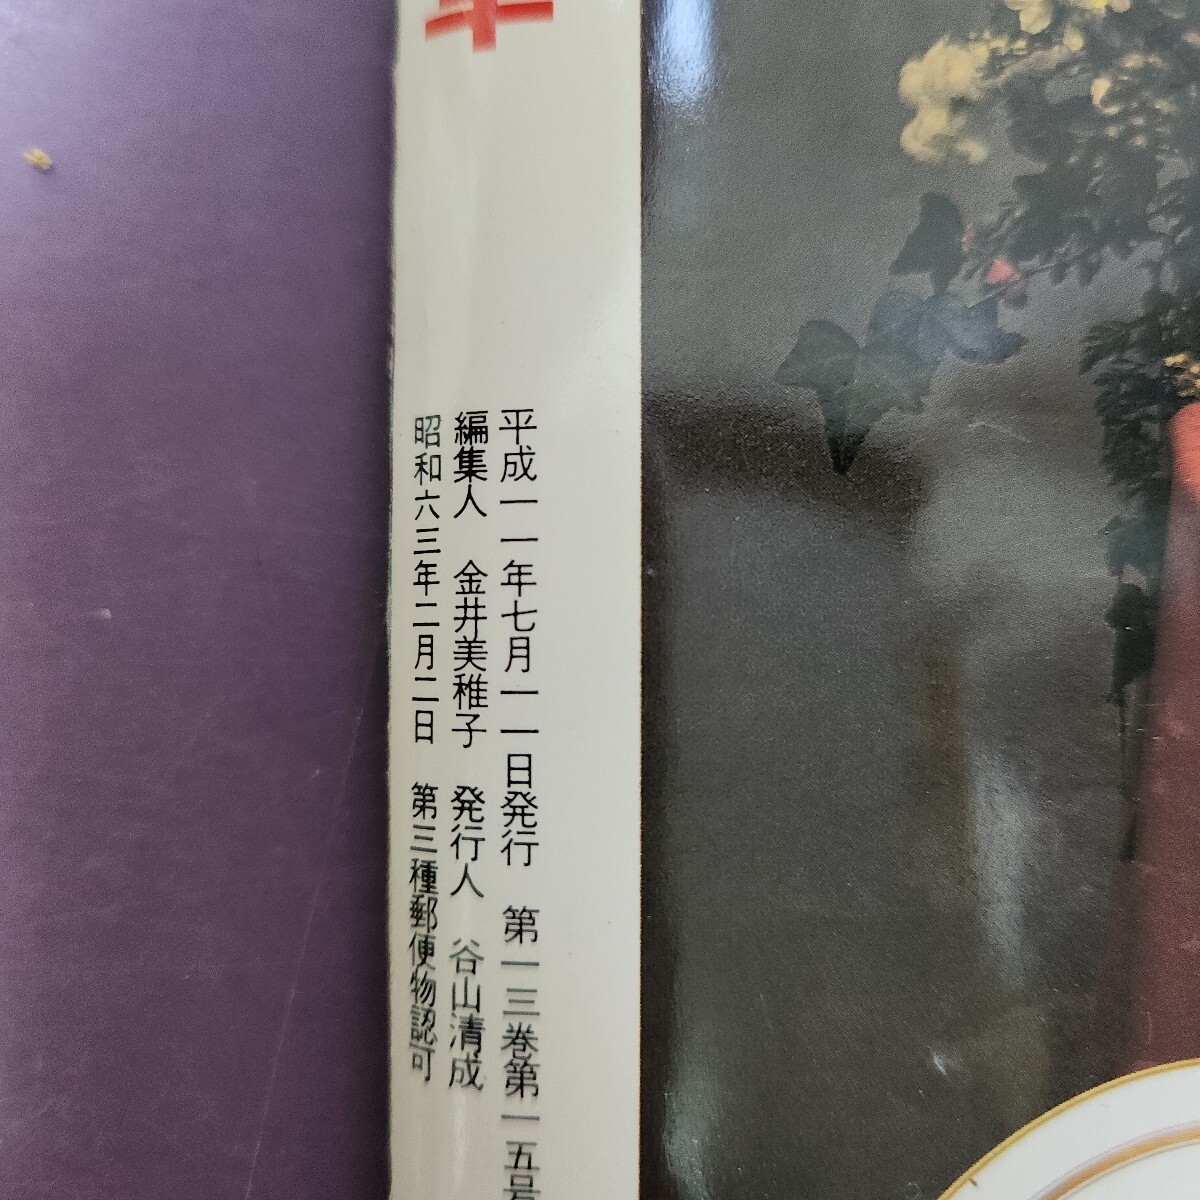 平成一一年七月一一日発行 第一三巻第一五号
編集人 金井美稚子 発行人 谷山清成
昭和六三年二月二日 第三種郵便物認可